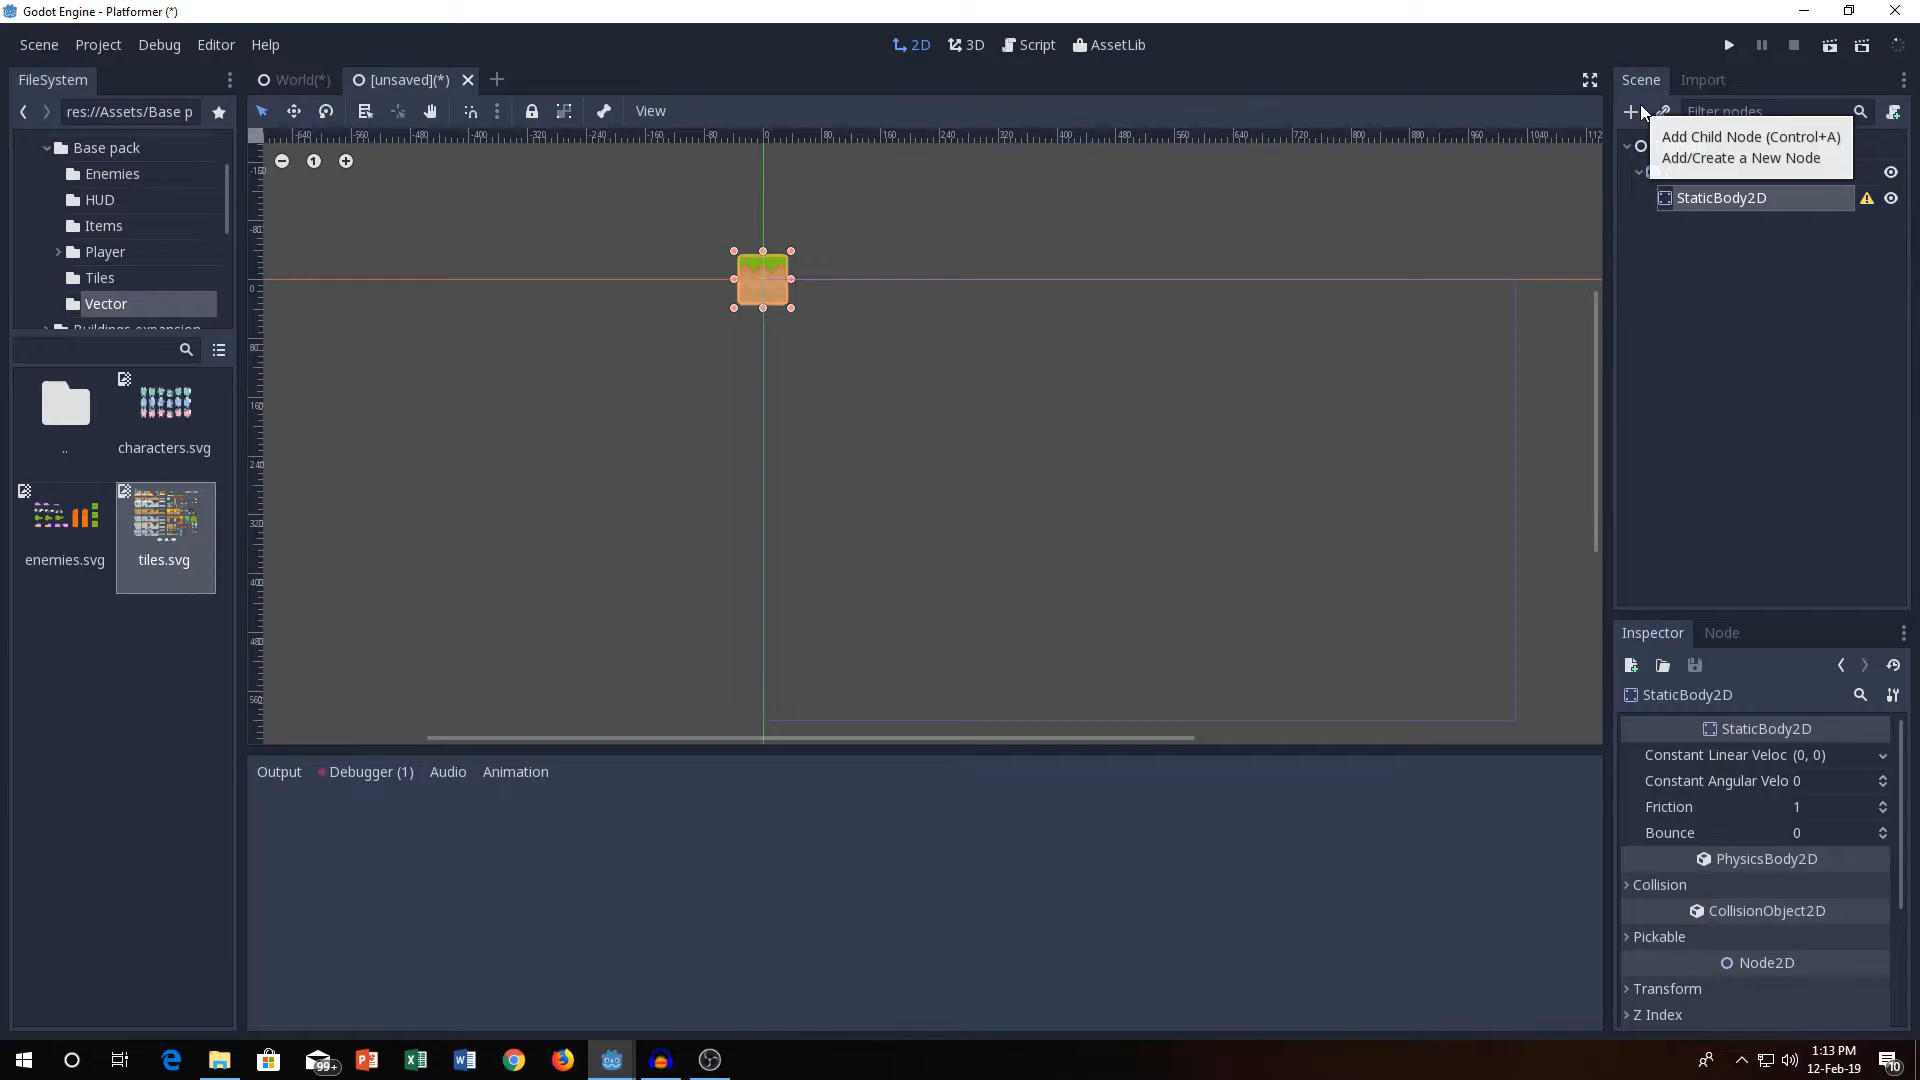 Godot Engine - Platformer (*)
Scene Project Debug Editor Help
2D 3D Script AssetLib
FileSystem
World(*) [unsaved](*)
Scene Import
res://Assets/Base p
View
Filter nodes
Add Child Node (Control+A)
Add/Create a New Node
StaticBody2D
Base pack
Enemies
HUD
Items
Player
Tiles
Vector
Buildings expansion
..
characters.svg
enemies.svg
tiles.svg
Output Debugger (1) Audio Animation
Inspector Node
StaticBody2D
StaticBody2D
Constant Linear Veloc (0, 0)
Constant Angular Velo 0
Friction 1
Bounce 0
PhysicsBody2D
Collision
CollisionObject2D
Pickable
Node2D
Transform
Z Index
99+
1:13 PM
12-Feb-19
10